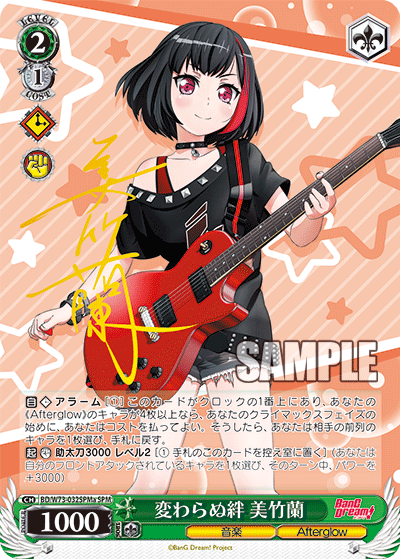 LEVEL
2
1
COST
美竹蘭
SAMPLE
【自】 アラーム [(1)] このカードがクロックの1番上にあり、あなたの
《Afterglow》のキャラが4枚以上なら、あなたのクライマックスフェイズの
始めに、あなたはコストを払ってよい。そうしたら、あなたは相手の前列の
キャラを1枚選び、手札に戻す。
【起】 助太刀3000 レベル2 [(1) 手札のこのカードを控え室に置く] (あなたは
自分のフロントアタックされているキャラを1枚選び、そのターン中、パワーを
+3000)
CH BD/W73-032SPMa SPM
1000
変わらぬ絆 美竹蘭
BanG Dream!
音楽
Afterglow
©BanG Dream! Project